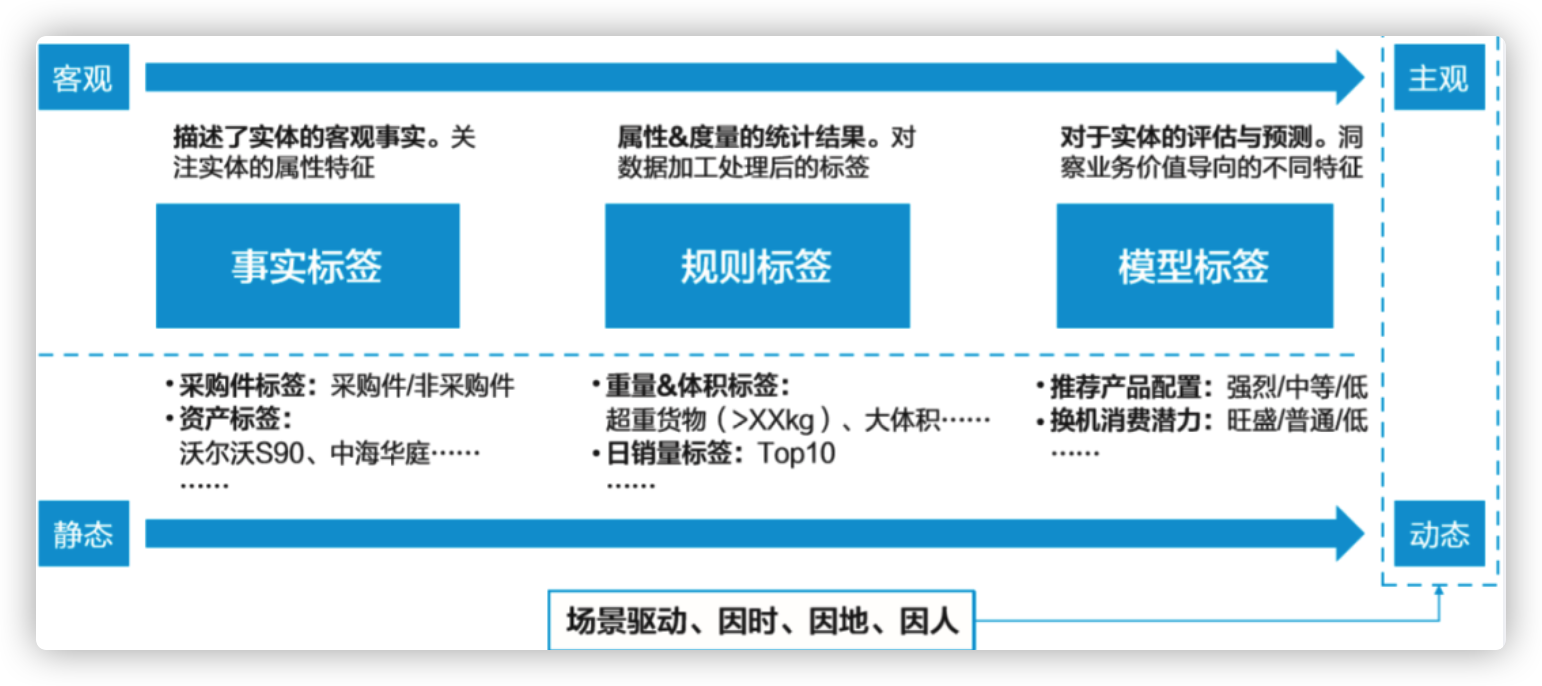 客观
主观
描述了实体的客观事实。关
注实体的属性特征
属性&度量的统计结果。对
数据加工处理后的标签
对于实体的评估与预测。洞
察业务价值导向的不同特征
事实标签
规则标签
模型标签
•采购件标签：采购件/非采购件
•资产标签：
沃尔沃S90、中海华庭……
……
•重量&体积标签：
超重货物（>XXkg）、大体积……
•日销量标签：Top10
……
•推荐产品配置：强烈/中等/低
•换机消费潜力：旺盛/普通/低
……
静态
动态
场景驱动、因时、因地、因人